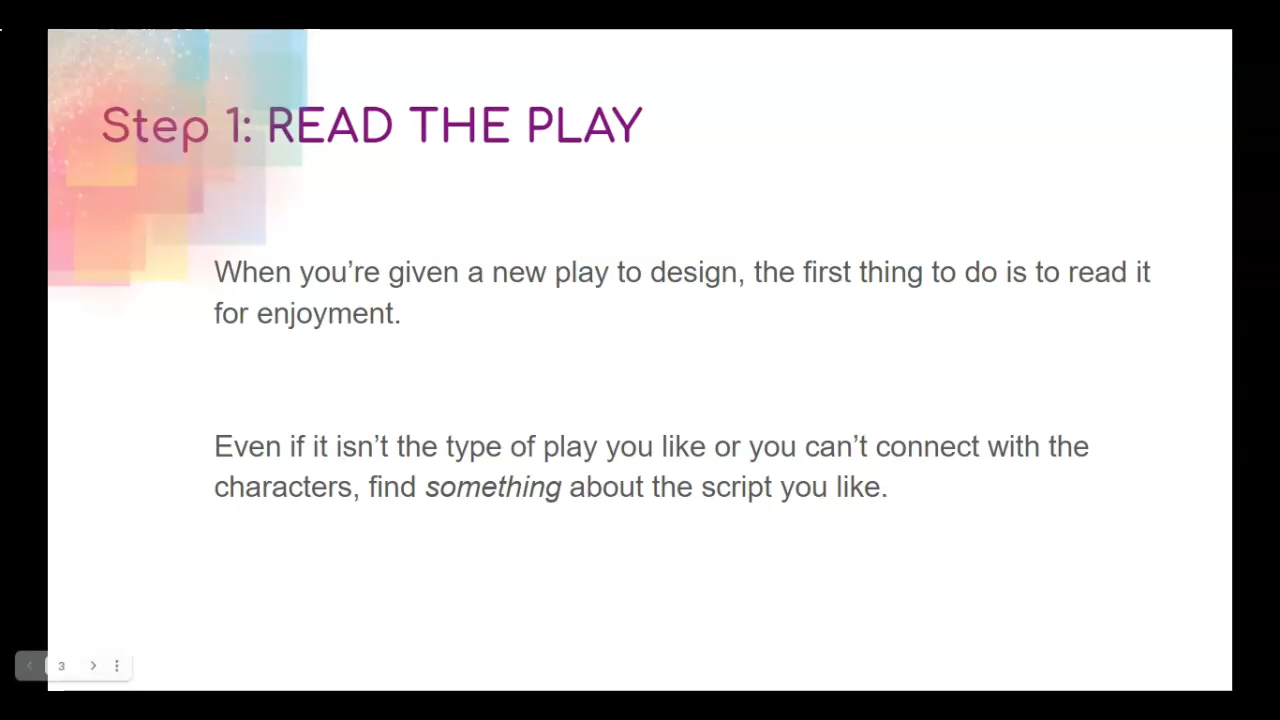 Step 1: READ THE PLAY
When you’re given a new play to design, the first thing to do is to read it
for enjoyment.
Even if it isn’t the type of play you like or you can’t connect with the
characters, find something about the script you like.
3